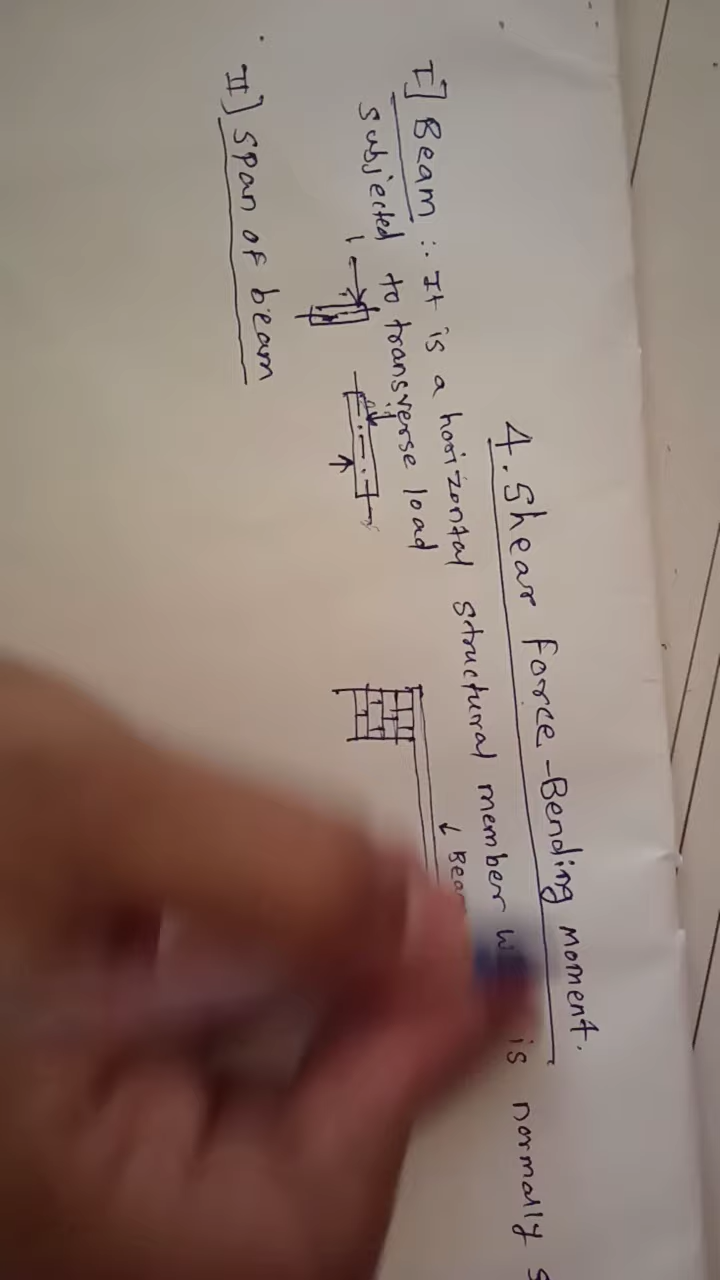 4. Shear Force - Bending Moment.
I] Beam : It is a horizontal structural member is normally
subjected to transverse load
II] Span of beam